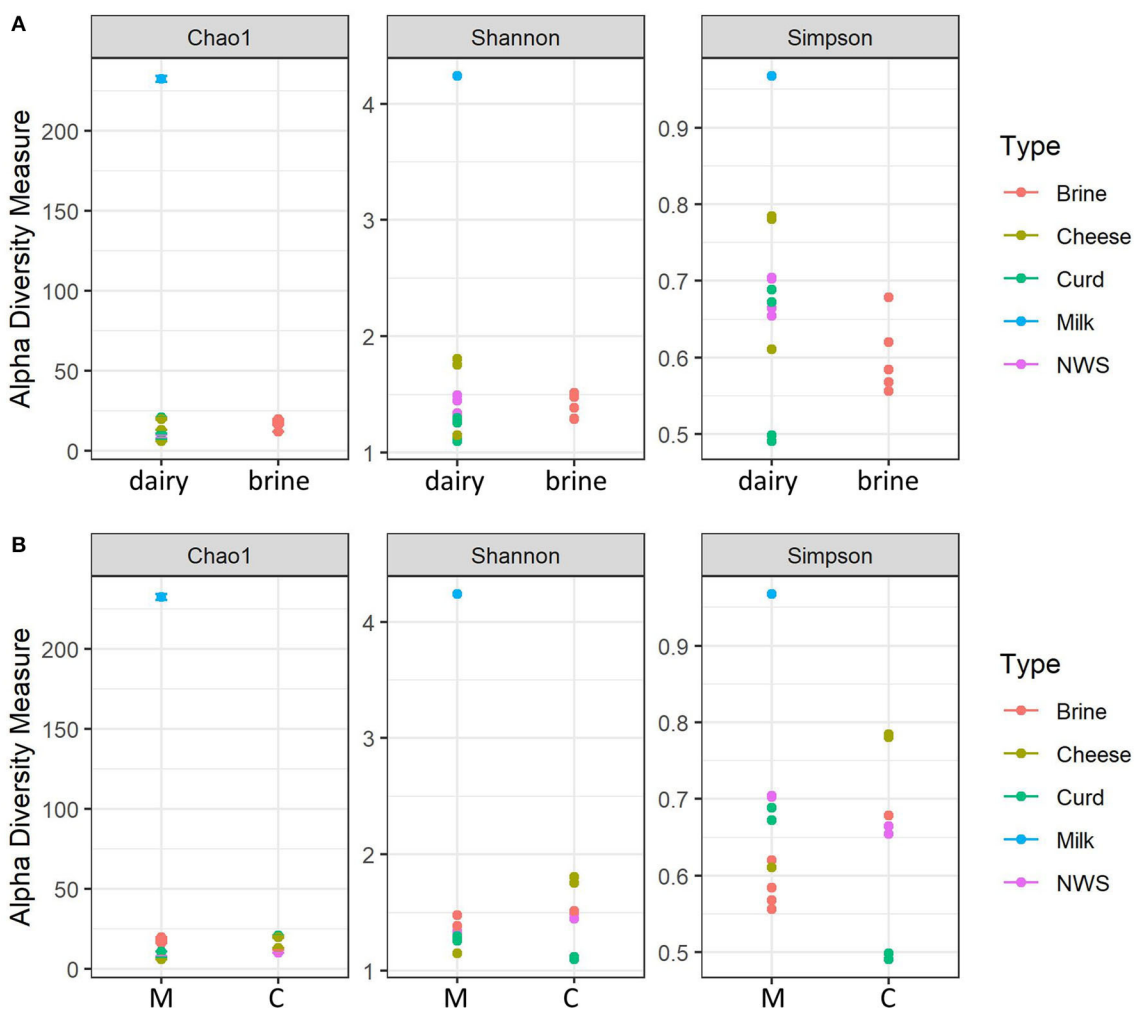 A
Chao1
Shannon
Simpson
Alpha Diversity Measure
200
150
100
50
0
4
3
2
1
0.9
0.8
0.7
0.6
0.5
dairy
brine
dairy
brine
dairy
brine
Type
Brine
Cheese
Curd
Milk
NWS
B
Chao1
Shannon
Simpson
Alpha Diversity Measure
200
150
100
50
0
4
3
2
1
0.9
0.8
0.7
0.6
0.5
M
C
M
C
M
C
Type
Brine
Cheese
Curd
Milk
NWS